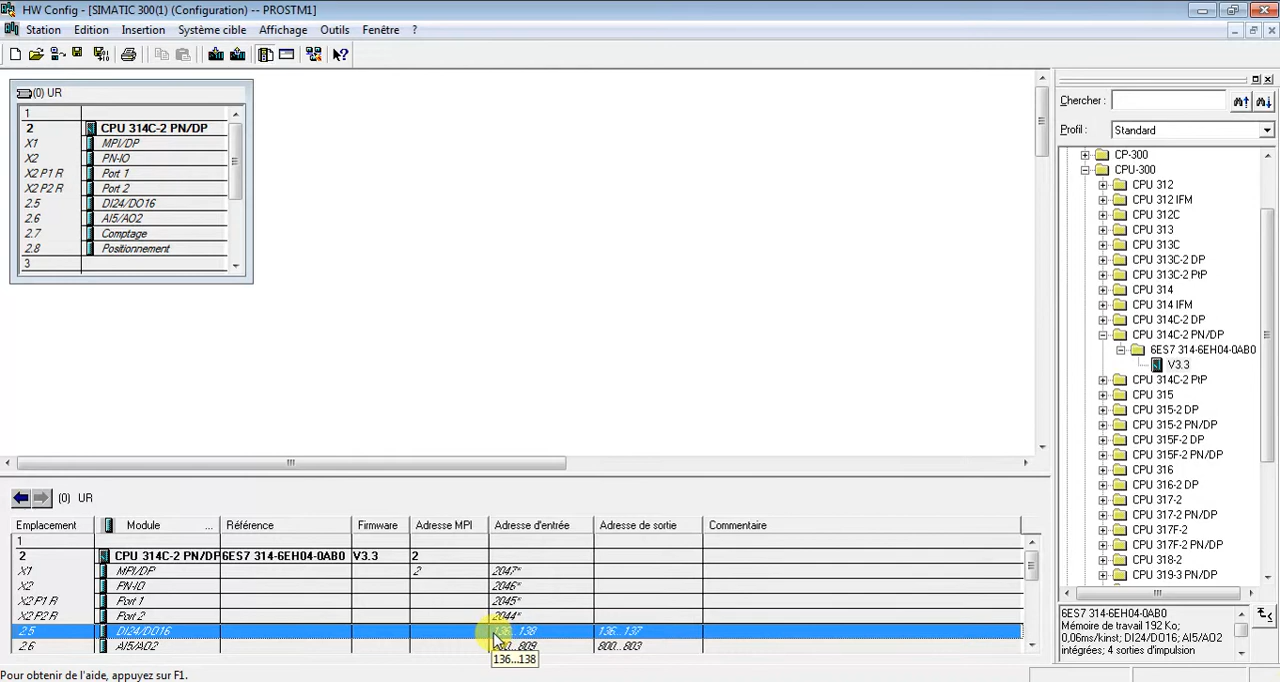 HW Config - [SIMATIC 300(1) (Configuration) -- PROSTM1]
Station Edition Insertion Système cible Affichage Outils Fenêtre ?
(0) UR
1
2 CPU 314C-2 PN/DP
X1 MPI/DP
X2 PN-IO
X2 P1 R Port 1
X2 P2 R Port 2
2.5 DI24/DO16
2.6 AI5/AO2
2.7 Comptage
2.8 Positionnement
3
Chercher :
Profil : Standard
CP-300
CPU-300
CPU 312
CPU 312 IFM
CPU 312C
CPU 313
CPU 313C
CPU 313C-2 DP
CPU 313C-2 PtP
CPU 314
CPU 314 IFM
CPU 314C-2 DP
CPU 314C-2 PN/DP
6ES7 314-6EH04-0AB0
V3.3
CPU 314C-2 PtP
CPU 315
CPU 315-2 DP
CPU 315-2 PN/DP
CPU 315F-2 DP
CPU 315F-2 PN/DP
CPU 316
CPU 316-2 DP
CPU 317-2
CPU 317-2 PN/DP
CPU 317F-2
CPU 317F-2 PN/DP
CPU 318-2
CPU 319-3 PN/DP
6ES7 314-6EH04-0AB0
Mémoire de travail 192 Ko;
0,06ms/kinst; DI24/DO16; AI5/AO2
intégrées; 4 sorties d'impulsion
(0) UR
Emplacement Module ... Référence Firmware Adresse MPI Adresse d'entrée Adresse de sortie Commentaire
1
2 CPU 314C-2 PN/DP 6ES7 314-6EH04-0AB0 V3.3 2
X1 MPI/DP 2 2047*
X2 PN-IO 2046*
X2 P1 R Port 1 2045*
X2 P2 R Port 2 2044*
2.5 DI24/DO16 136...138 136...137
2.6 AI5/AO2 800...809 800...803
136...138
Pour obtenir de l'aide, appuyez sur F1.